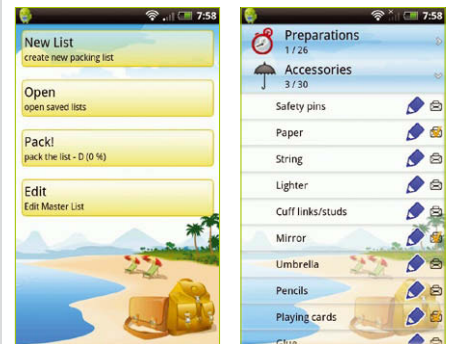 7:58
New List
create new packing list
Open
open saved lists
Pack!
pack the list - D (0 %)
Edit
Edit Master List
7:58
Preparations
1 / 26
Accessories
3 / 30
Safety pins
Paper
String
Lighter
Cuff links/studs
Mirror
Umbrella
Pencils
Playing cards
Glue